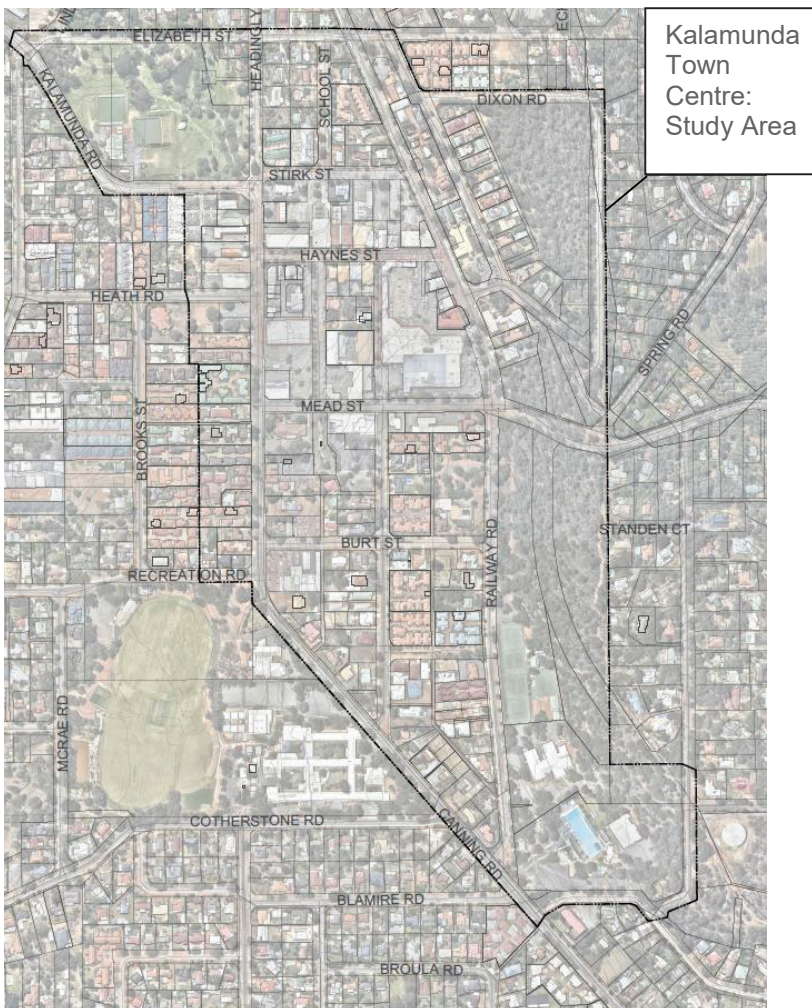 Kalamunda
Town
Centre:
Study Area
ELIZABETH ST
HEADINGLY
SCHOOL ST
KALAMUNDA RD
DIXON RD
STIRK ST
HAYNES ST
HEATH RD
SPRING RD
MEAD ST
BROOKS ST
STANDEN CT
BURT ST
RAILWAY RD
RECREATION RD
MCRAE RD
COTHERSTONE RD
CANNING RD
BLAMIRE RD
BROULA RD